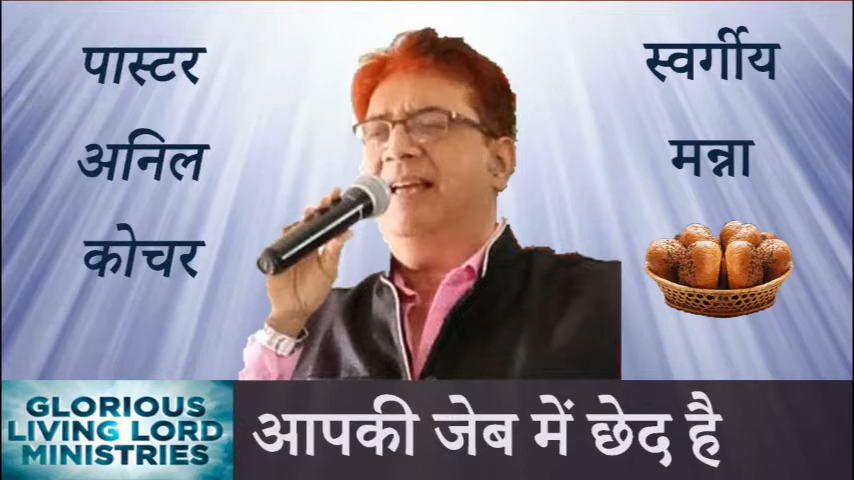 पास्टर
अनिल
कोचर
स्वर्गीय
मन्ना
GLORIOUS
LIVING LORD
MINISTRIES
आपकी जेब में छेद है